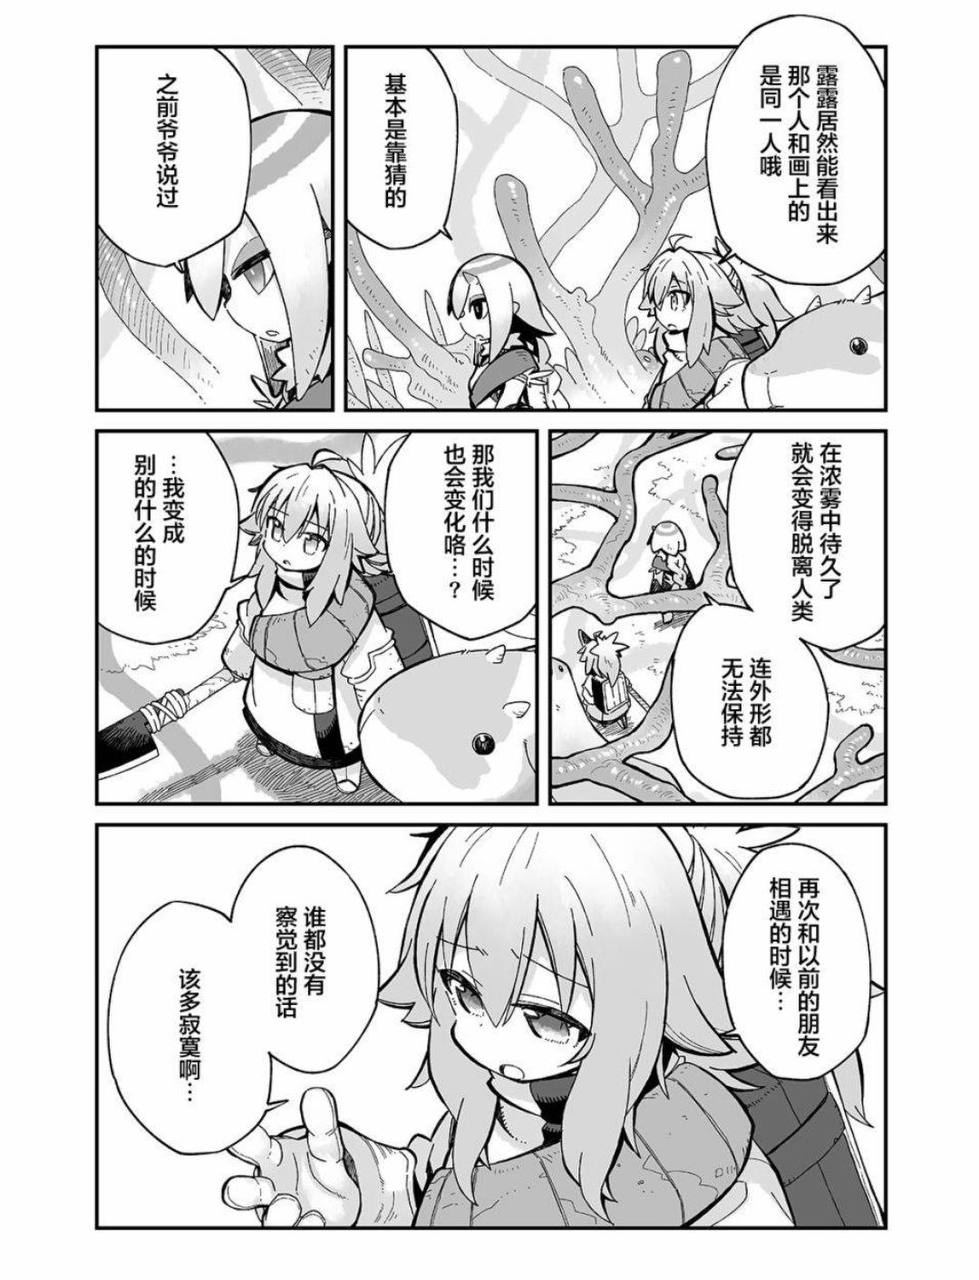 露露居然能看出来
那个人和画上的
是同一人哦
基本是靠猜的
之前爷爷说过
在浓雾中待久了
就会变得脱离人类
连外形都
无法保持
那我们什么时候
也会变化咯…?
…我变成
别的什么的时候
再次和以前的朋友
相遇的时候…
谁都没有
察觉到的话
该多寂寞啊…